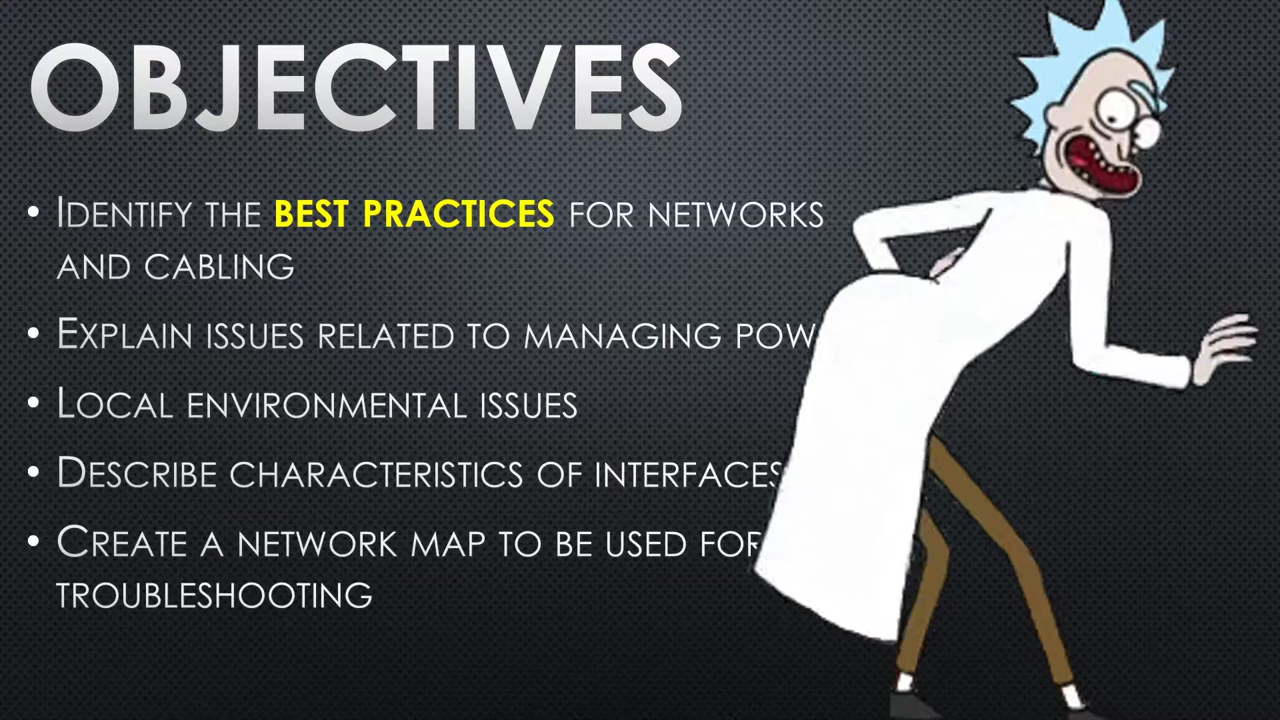 OBJECTIVES
• IDENTIFY THE BEST PRACTICES FOR NETWORKS
AND CABLING
• EXPLAIN ISSUES RELATED TO MANAGING
• LOCAL ENVIRONMENTAL ISSUES
• DESCRIBE CHARACTERISTICS OF INTERFACES
• CREATE A NETWORK MAP TO BE USED FOR
TROUBLESHOOTING